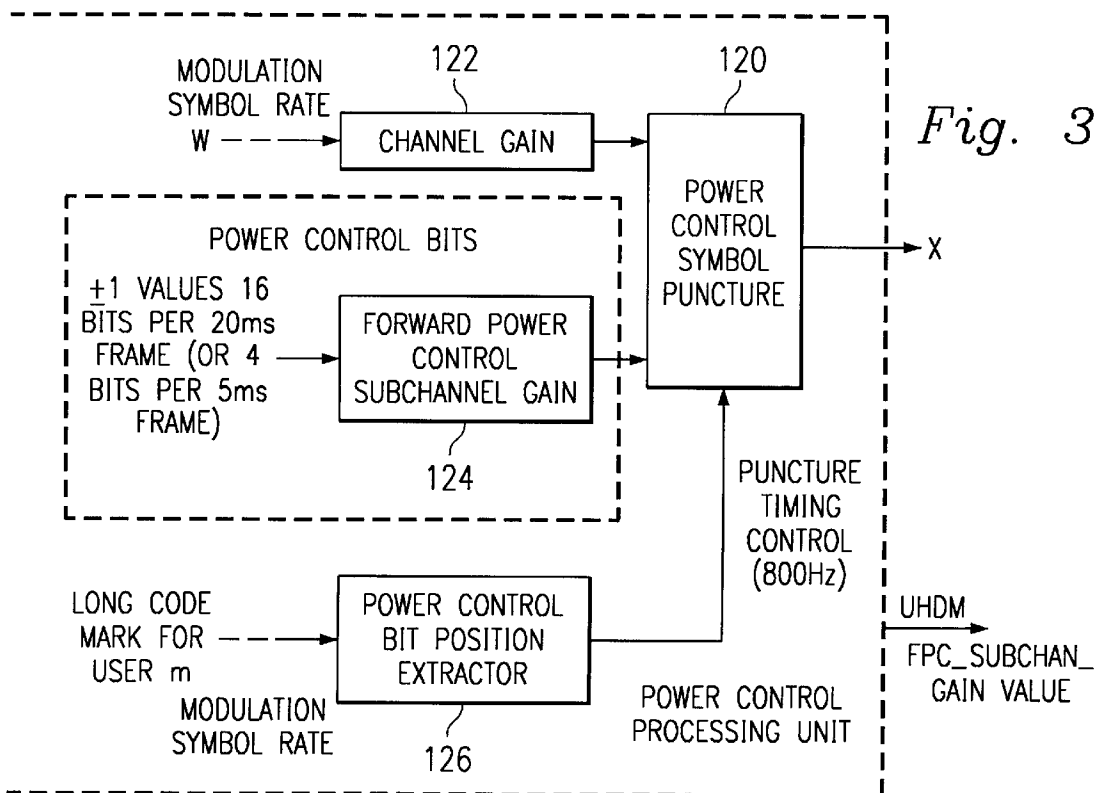 Fig. 3
MODULATION
SYMBOL RATE
W
122
CHANNEL GAIN
120
POWER
CONTROL
SYMBOL
PUNCTURE
X
POWER CONTROL BITS
±1 VALUES 16
BITS PER 20ms
FRAME (OR 4
BITS PER 5ms
FRAME)
FORWARD POWER
CONTROL
SUBCHANNEL GAIN
124
PUNCTURE
TIMING
CONTROL
(800Hz)
LONG CODE
MARK FOR
USER m
MODULATION
SYMBOL RATE
POWER CONTROL
BIT POSITION
EXTRACTOR
126
POWER CONTROL
PROCESSING UNIT
UHDM
FPC_SUBCHAN_
GAIN VALUE